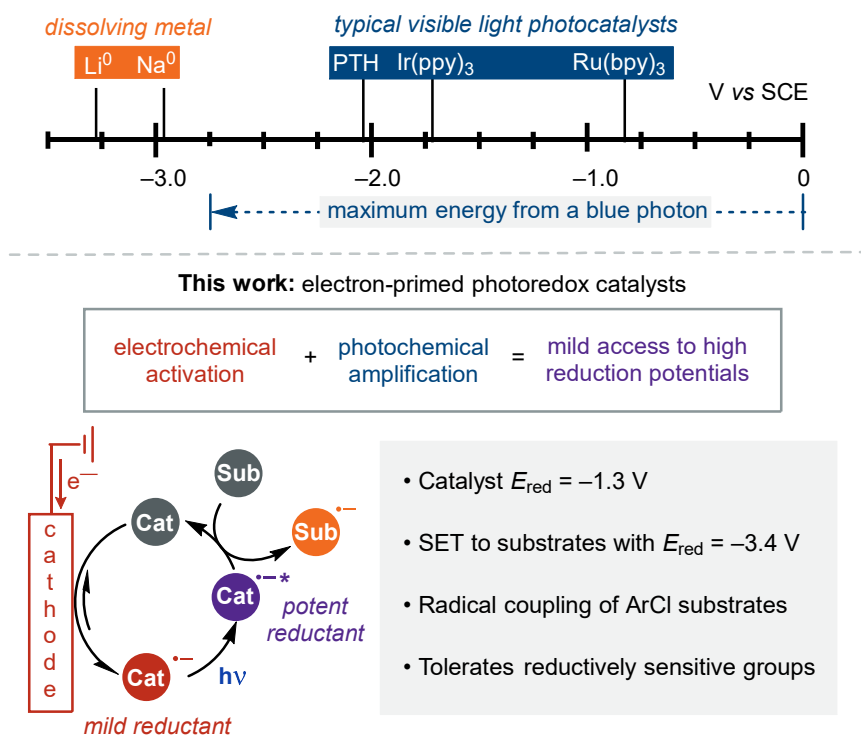 dissolving metal
typical visible light photocatalysts
Li⁰ Na⁰
PTH Ir(ppy)₃ Ru(bpy)₃
V vs SCE
–3.0 –2.0 –1.0 0
maximum energy from a blue photon
This work: electron-primed photoredox catalysts
electrochemical
activation
+
photochemical
amplification
=
mild access to high
reduction potentials
e—
cathode
Cat
Sub
Sub•–
Cat•–*
potent
reductant
Cat•–
hν
mild reductant
• Catalyst Ered = –1.3 V
• SET to substrates with Ered = –3.4 V
• Radical coupling of ArCl substrates
• Tolerates reductively sensitive groups